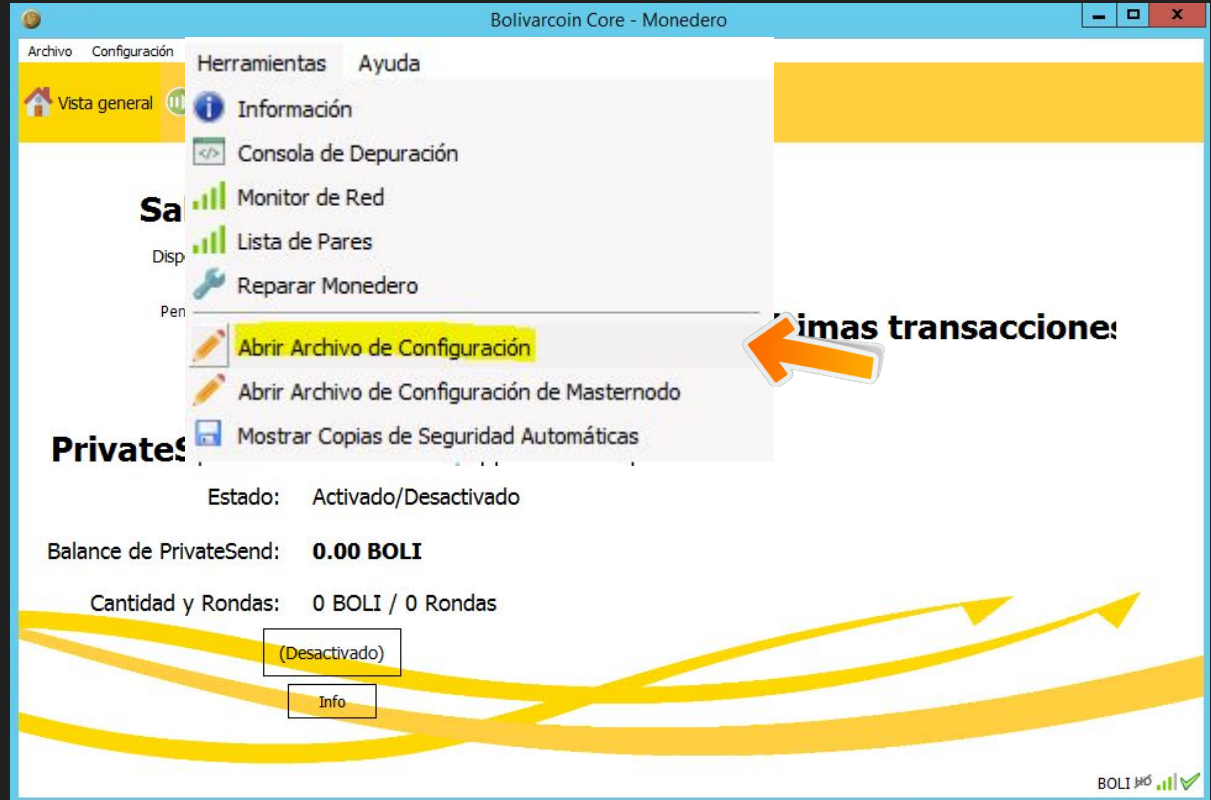 Bolivarcoin Core - Monedero
Archivo Configuración
Herramientas Ayuda
Vista general
Información
Consola de Depuración
Monitor de Red
Lista de Pares
Reparar Monedero
Abrir Archivo de Configuración
Abrir Archivo de Configuración de Masternodo
Mostrar Copias de Seguridad Automáticas
Sa
Disp
Pen
imas transacciones
PrivateS
Estado: Activado/Desactivado
Balance de PrivateSend: 0.00 BOLI
Cantidad y Rondas: 0 BOLI / 0 Rondas
(Desactivado)
Info
BOLI HD